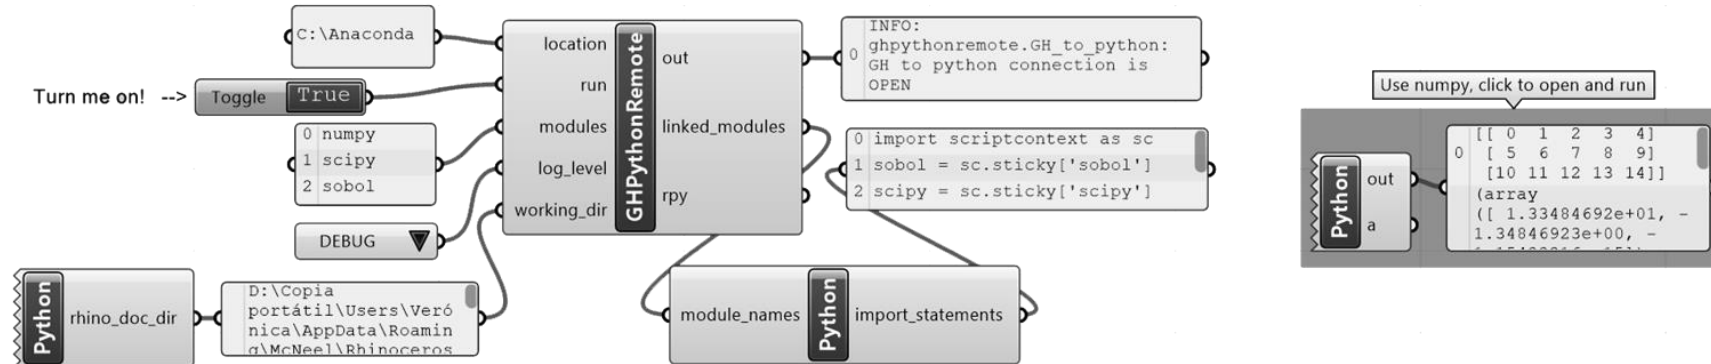 C:\Anaconda
Turn me on! -->
Toggle True
0 numpy
1 scipy
2 sobol
DEBUG
Python
rhino_doc_dir
D:\Copia
portátil\Users\Veró
nica\AppData\Roamin
g\McNeel\Rhinoceros
location
run
modules
log_level
working_dir
GHPythonRemote
out
linked_modules
rpy
INFO:
0 ghpythonremote.GH_to_python:
GH to python connection is
OPEN
0 import scriptcontext as sc
1 sobol = sc.sticky['sobol']
2 scipy = sc.sticky['scipy']
module_names
Python
import_statements
Use numpy, click to open and run
Python
out
a
[[ 0 1 2 3 4]
0 [ 5 6 7 8 9]
[10 11 12 13 14]]
(array
([ 1.33484692e+01, -
1.34846923e+00, -